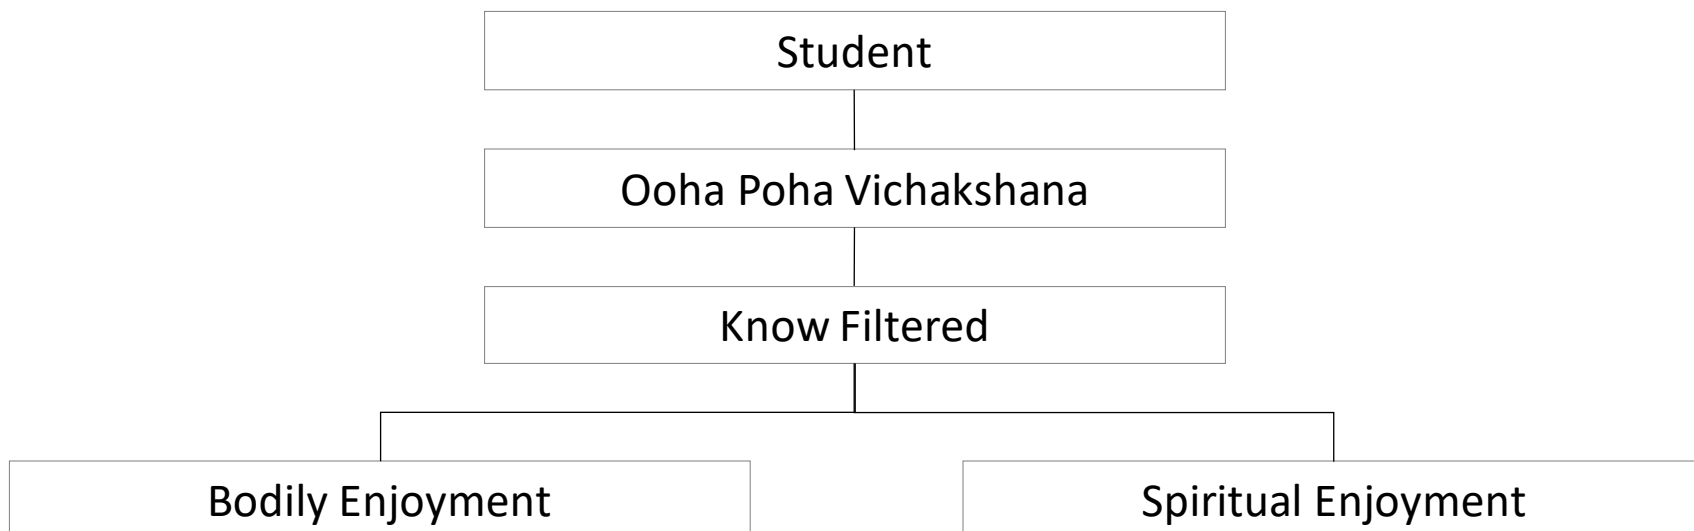 Student
Ooha Poha Vichakshana
Know Filtered
Bodily Enjoyment
Spiritual Enjoyment